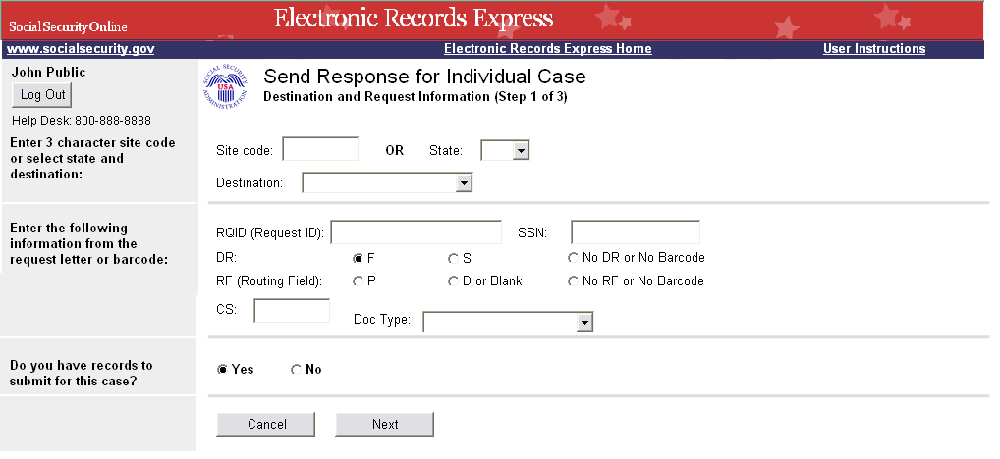 Electronic Records Express
Social Security Online
www.socialsecurity.gov Electronic Records Express Home User Instructions
John Public
Log Out
Help Desk: 800-888-8888
SOCIAL SECURITY ADMINISTRATION
USA
Send Response for Individual Case
Destination and Request Information (Step 1 of 3)
Enter 3 character site code
or select state and
destination:
Site code: OR State:
Destination:
Enter the following
information from the
request letter or barcode:
RQID (Request ID): SSN:
DR: F S No DR or No Barcode
RF (Routing Field): P D or Blank No RF or No Barcode
CS: Doc Type:
Do you have records to
submit for this case?
Yes No
Cancel Next